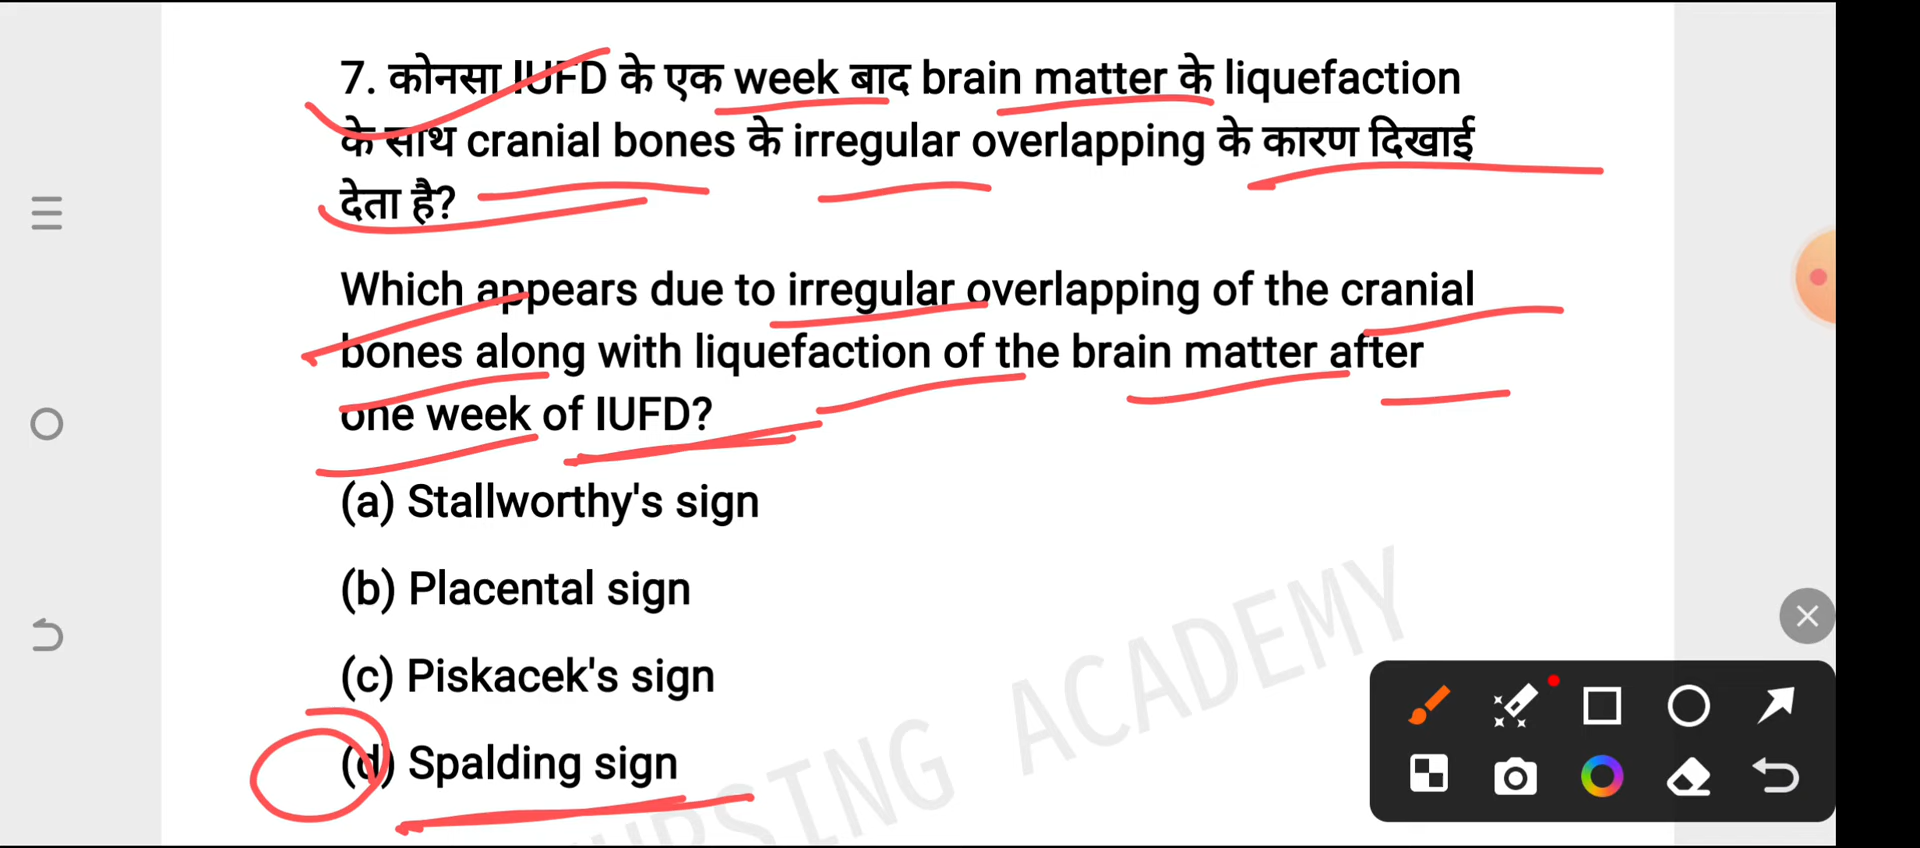 7. कोनसा IUFD के एक week बाद brain matter के liquefaction
के साथ cranial bones के irregular overlapping के कारण दिखाई
देता है?
Which appears due to irregular overlapping of the cranial
bones along with liquefaction of the brain matter after
one week of IUFD?
(a) Stallworthy's sign
(b) Placental sign
(c) Piskacek's sign
(d) Spalding sign
NURSING ACADEMY